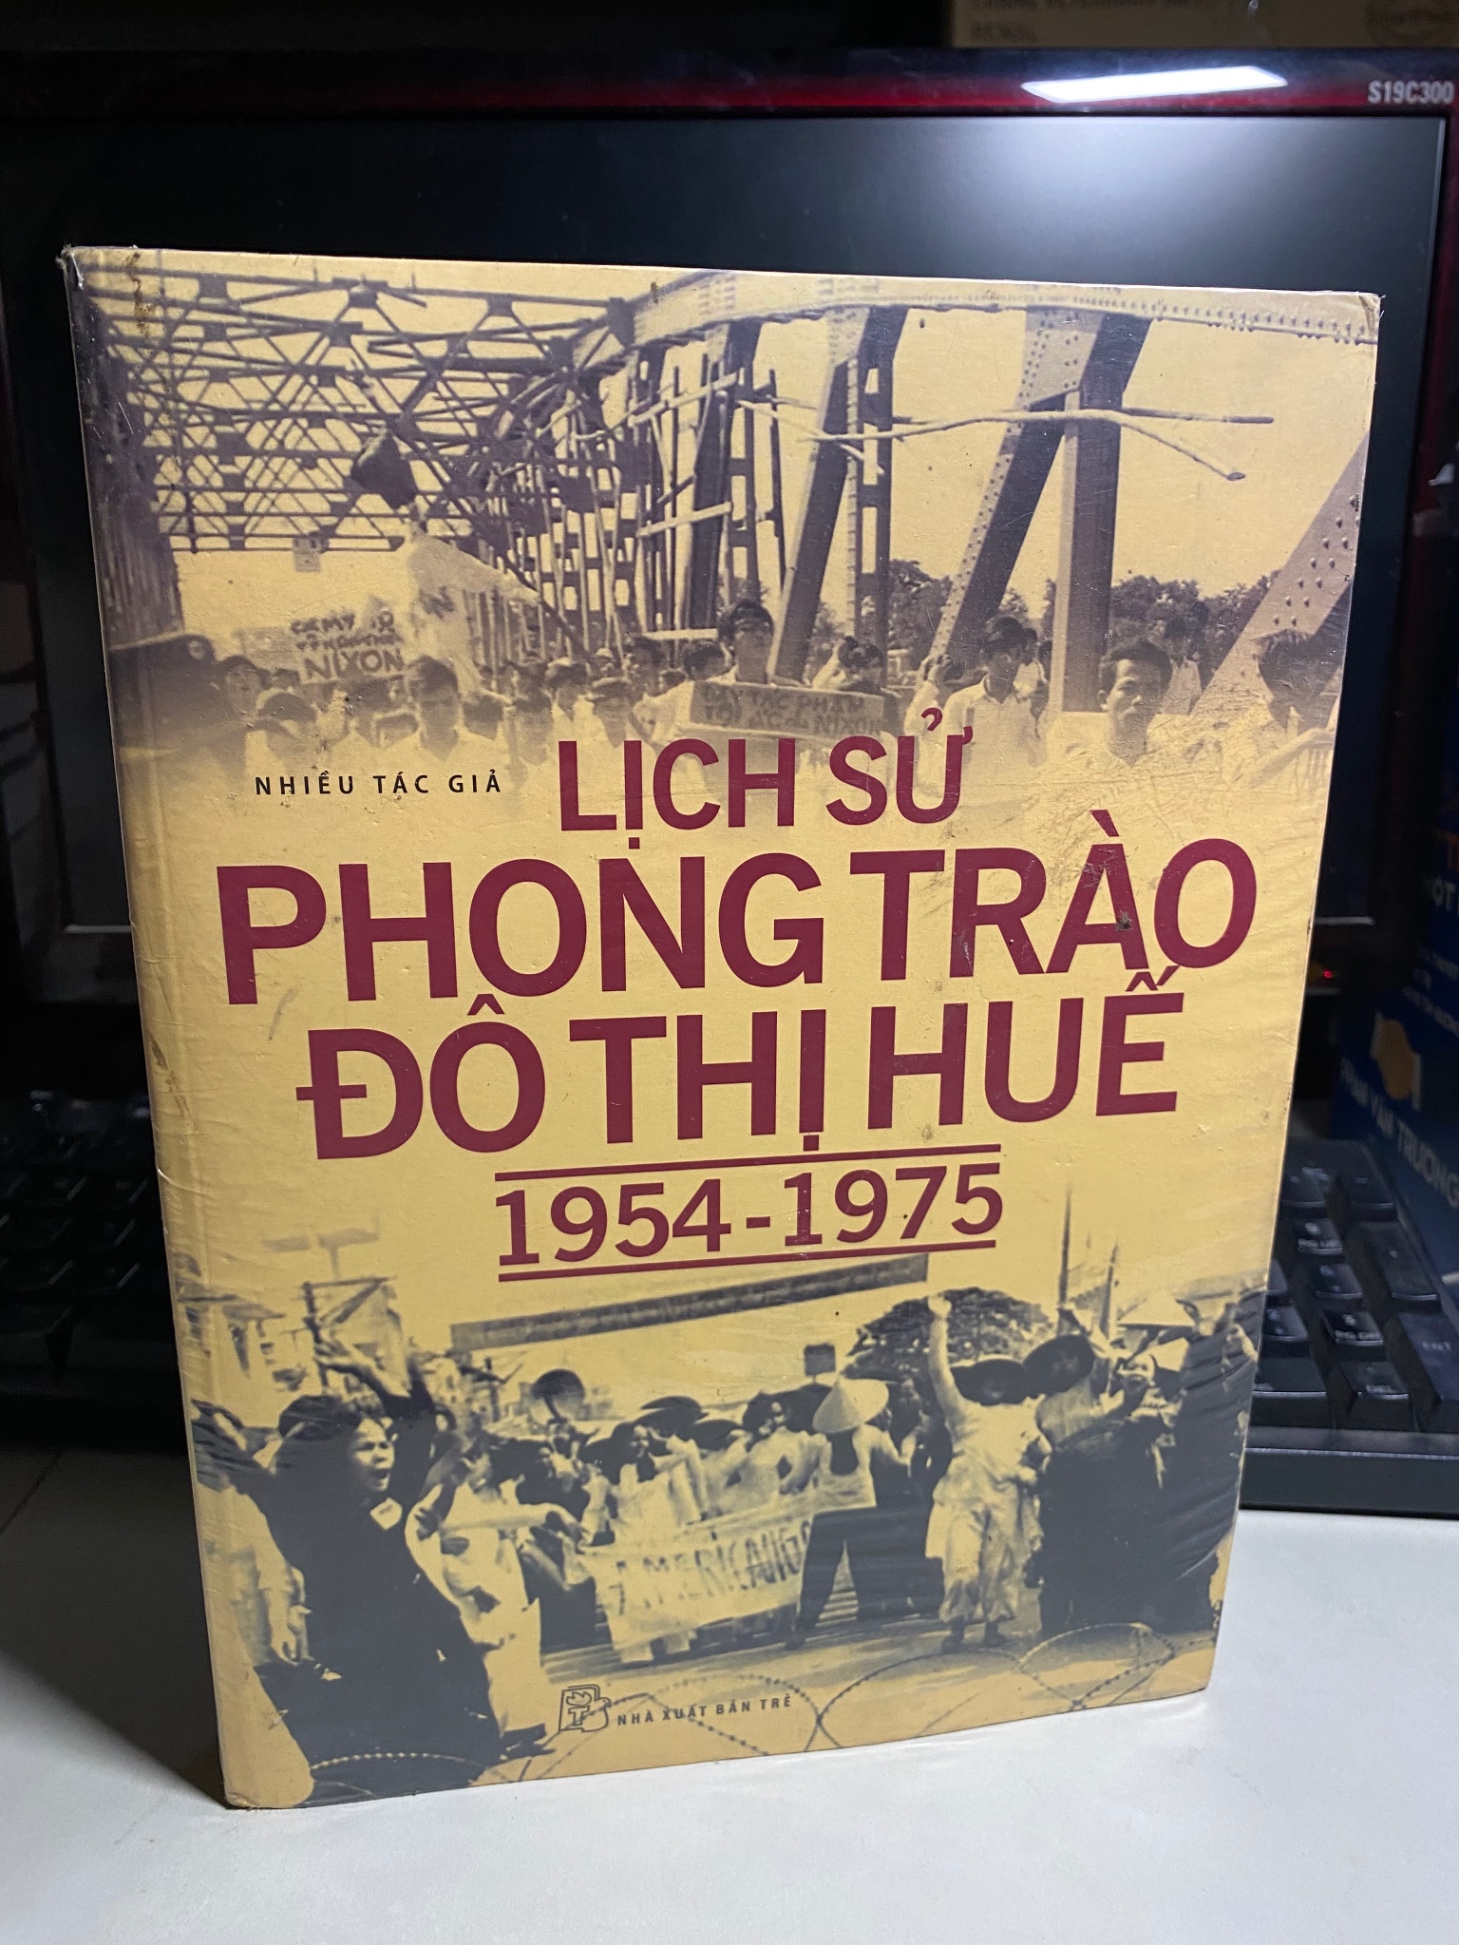 S19C300
NIXON
NHIỀU TÁC GIẢ
LỊCH SỬ
PHONG TRÀO
ĐÔ THỊ HUẾ
1954-1975
NHÀ XUẤT BẢN TRẺ